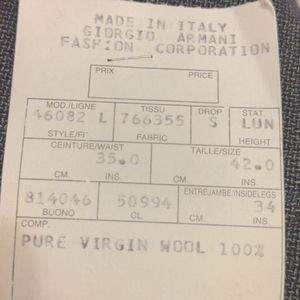 MADE IN ITALY
GIORGIO ARMANI
FASHION CORPORATION
PRIX PRICE
MOD./LIGNE TISSU DROP STAT.
46082 L 766355 S LUN
STYLE/FIT FABRIC HEIGHT
CEINTURE/WAIST TAILLE/SIZE
35.0 42.0
CM. INS. CM. INS.
ENTREJAMBE/INSIDELEGS
814046 50994 34
BUONO CL. CM. INS.
COMP.
PURE VIRGIN WOOL 100%